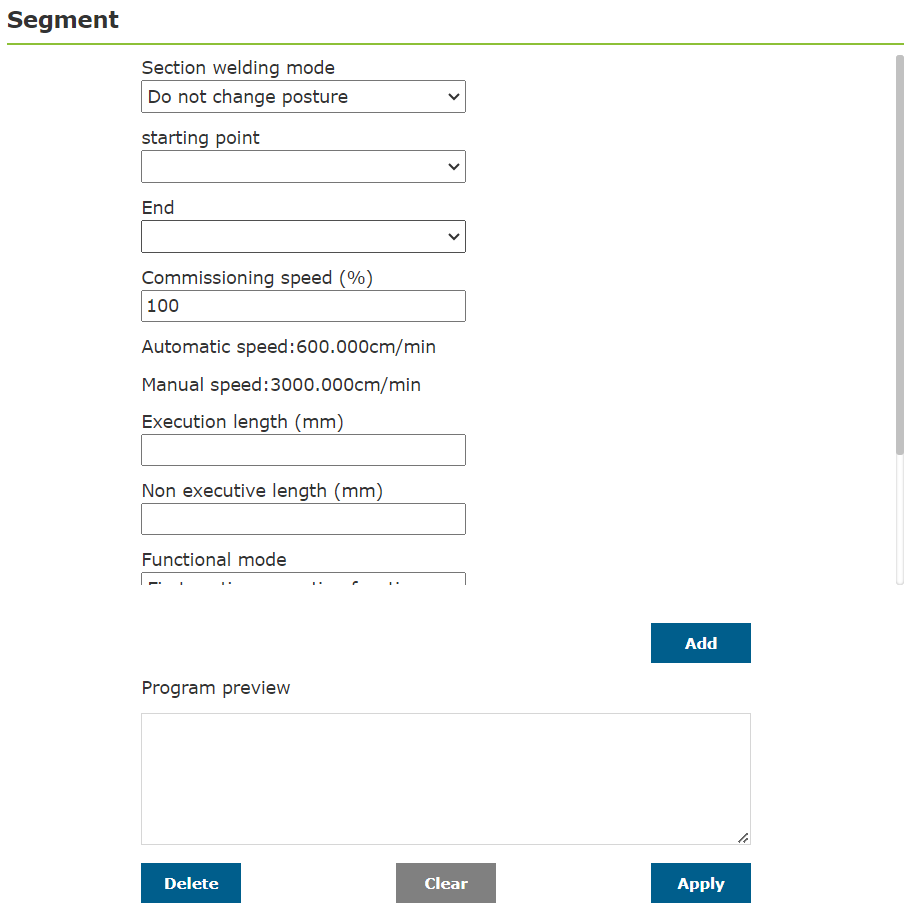 Segment
Section welding mode
Do not change posture
starting point
End
Commissioning speed (%)
100
Automatic speed:600.000cm/min
Manual speed:3000.000cm/min
Execution length (mm)
Non executive length (mm)
Functional mode
Add
Program preview
Delete
Clear
Apply